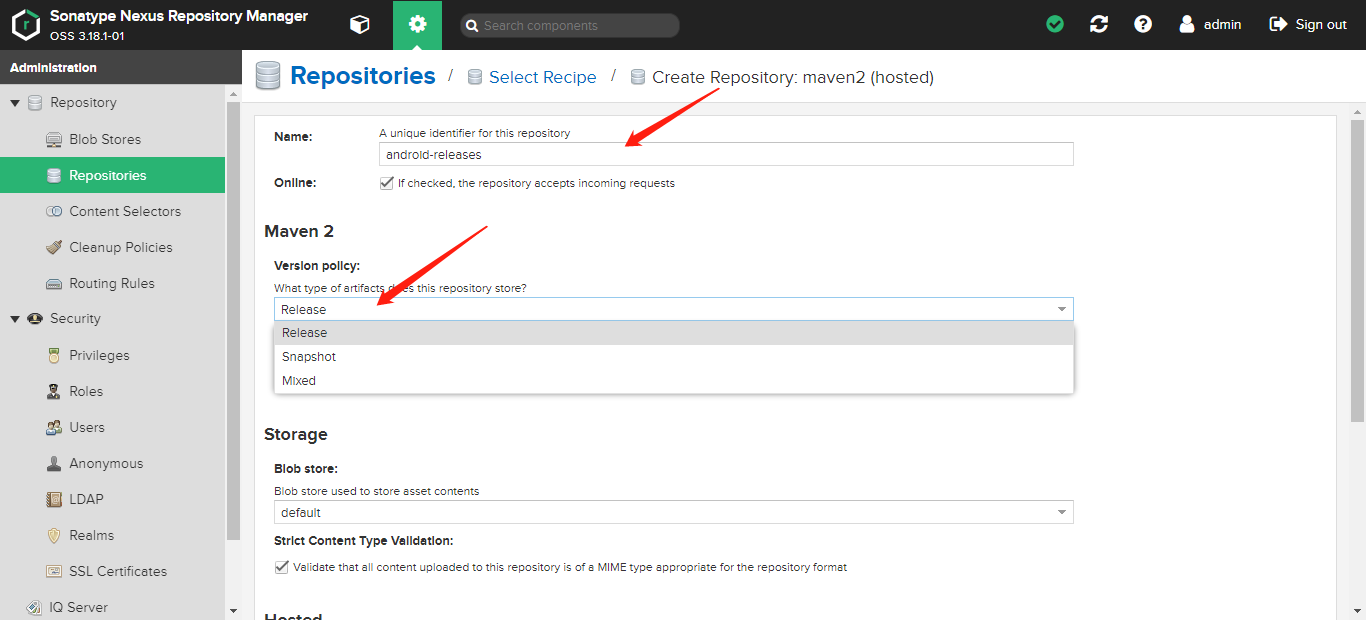 Sonatype Nexus Repository Manager
OSS 3.18.1-01
Search components
admin
Sign out
Administration
Repositories / Select Recipe / Create Repository: maven2 (hosted)
Repository
Blob Stores
Repositories
Content Selectors
Cleanup Policies
Routing Rules
Security
Privileges
Roles
Users
Anonymous
LDAP
Realms
SSL Certificates
IQ Server
Name:
A unique identifier for this repository
android-releases
Online:
If checked, the repository accepts incoming requests
Maven 2
Version policy:
What type of artifacts does this repository store?
Release
Release
Snapshot
Mixed
Storage
Blob store:
Blob store used to store asset contents
default
Strict Content Type Validation:
Validate that all content uploaded to this repository is of a MIME type appropriate for the repository format
Hosted